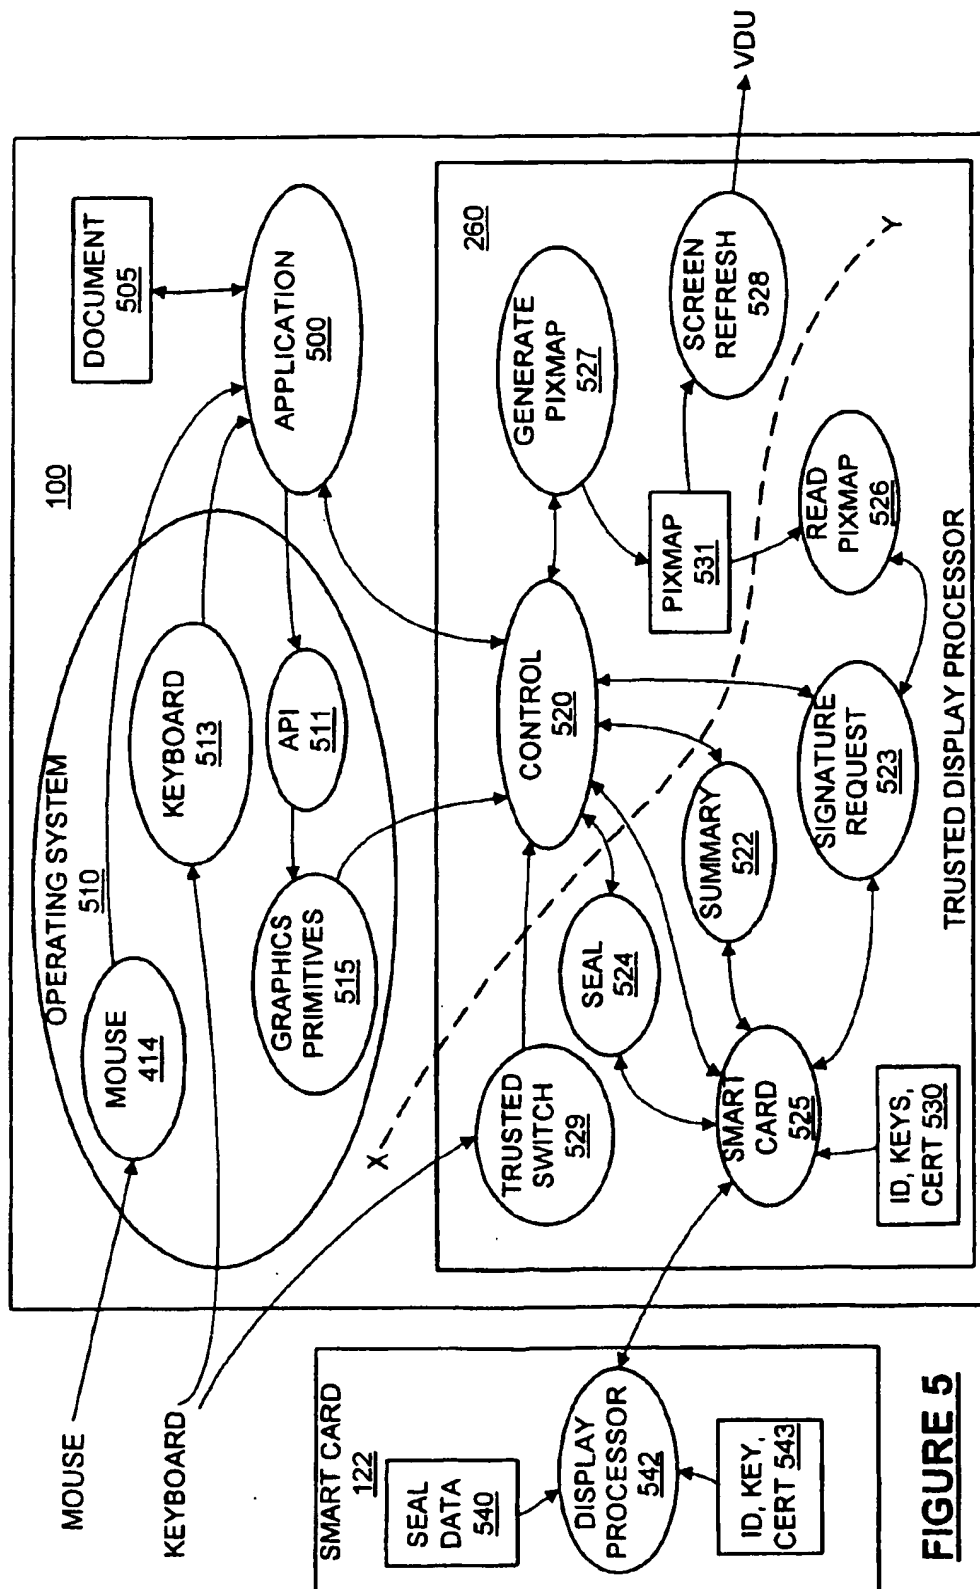 MOUSE
KEYBOARD
OPERATING SYSTEM
510
MOUSE
414
KEYBOARD
513
API
511
GRAPHICS
PRIMITIVES
515
100
DOCUMENT
505
APPLICATION
500
X
Y
260
TRUSTED
SWITCH
529
CONTROL
520
GENERATE
PIXMAP
527
SEAL
524
SUMMARY
522
PIXMAP
531
SCREEN
REFRESH
528
VDU
SMART
CARD
525
SIGNATURE
REQUEST
523
READ
PIXMAP
526
ID, KEYS,
CERT 530
TRUSTED DISPLAY PROCESSOR
SMART CARD
122
SEAL
DATA
540
DISPLAY
PROCESSOR
542
ID, KEY,
CERT 543
FIGURE 5